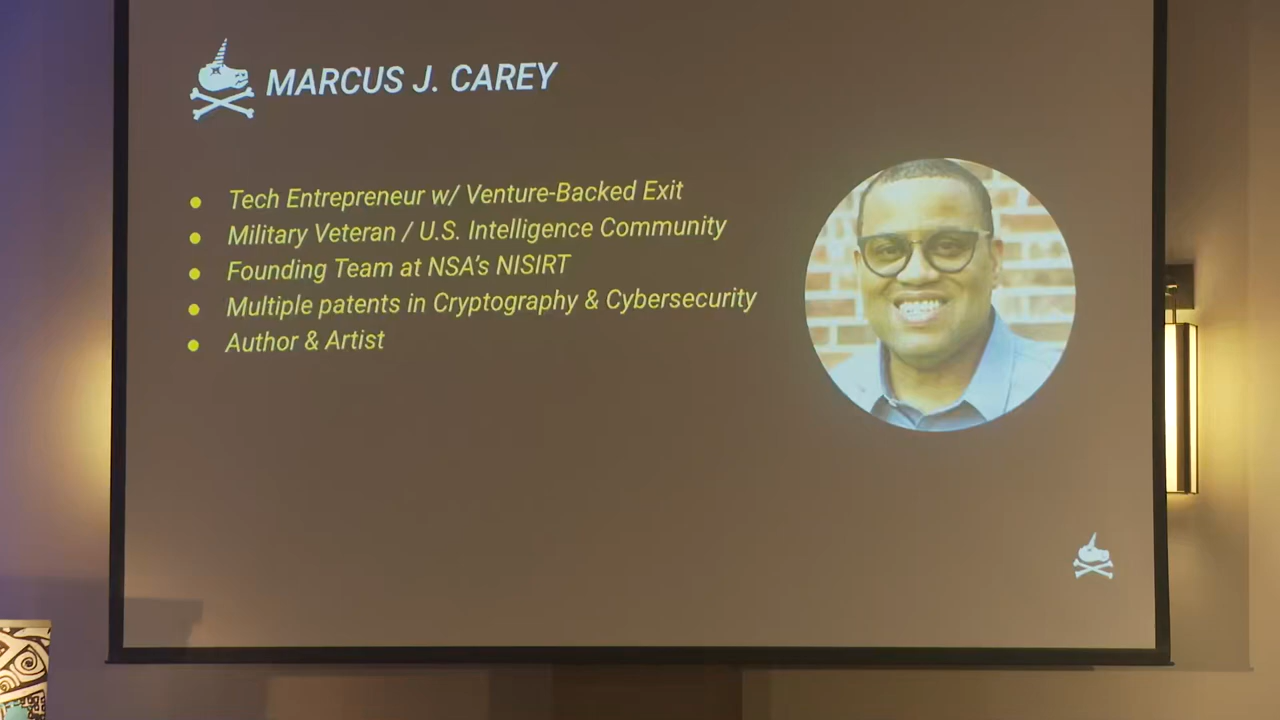 MARCUS J. CAREY
Tech Entrepreneur w/ Venture-Backed Exit
Military Veteran / U.S. Intelligence Community
Founding Team at NSA's NISIRT
Multiple patents in Cryptography & Cybersecurity
Author & Artist